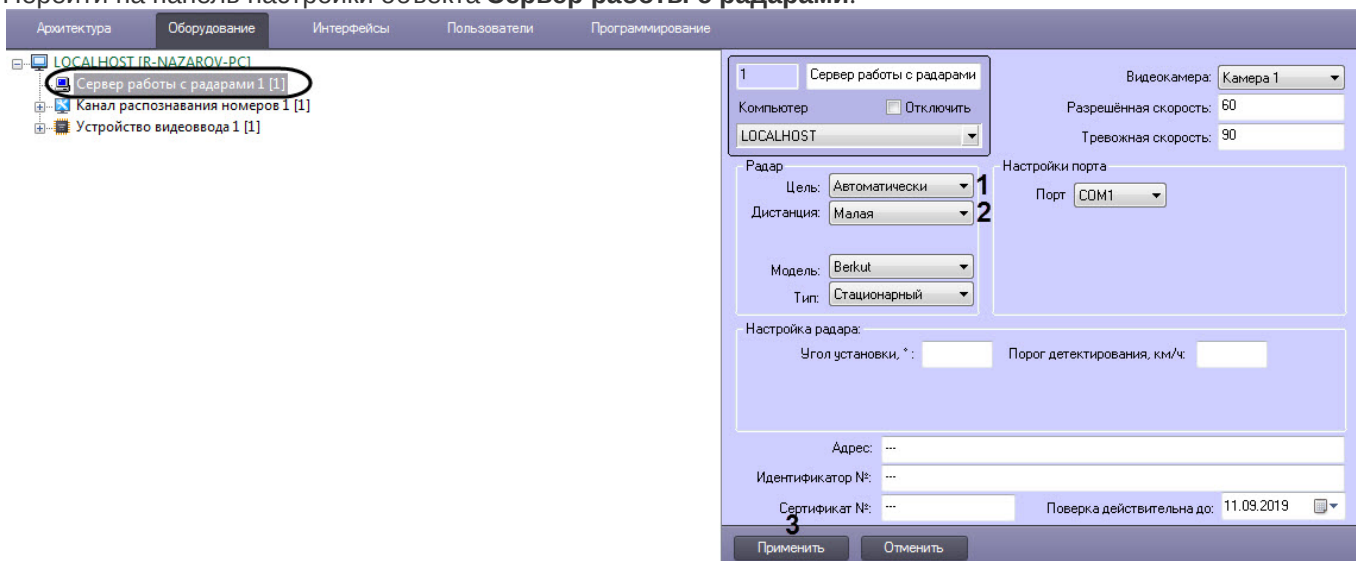 Перейти на панель настройки объекта Сервер работы с радарами.
Архитектура Оборудование Интерфейсы Пользователи Программирование
LOCALHOST [R-NAZAROV-PC]
Сервер работы с радарами 1 [1]
Канал распознавания номеров 1 [1]
Устройство видеоввода 1 [1]
1 Сервер работы с радарами
Компьютер Отключить
LOCALHOST
Видеокамера: Камера 1
Разрешённая скорость: 60
Тревожная скорость: 90
Радар
Цель: Автоматически 1
Дистанция: Малая 2
Модель: Berkut
Тип: Стационарный
Настройки порта
Порт COM1
Настройка радара:
Угол установки, ° : Порог детектирования, км/ч:
Адрес: ---
Идентификатор №: ---
Сертификат №: --- Поверка действительна до: 11.09.2019
3
Применить Отменить